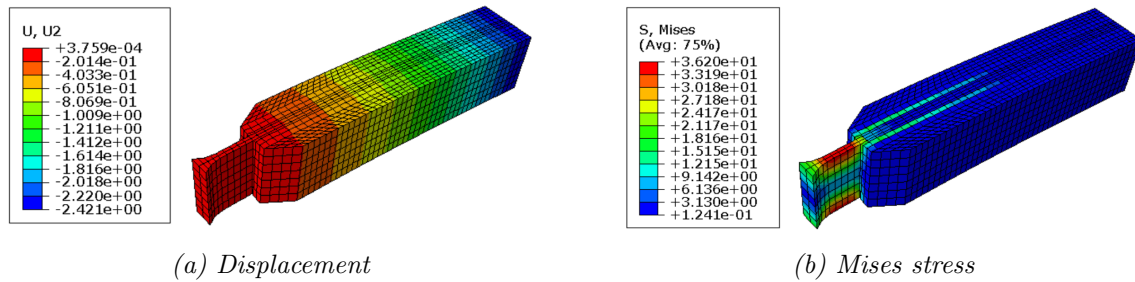 U, U2
+3.759e-04
-2.014e-01
-4.033e-01
-6.051e-01
-8.069e-01
-1.009e+00
-1.211e+00
-1.412e+00
-1.614e+00
-1.816e+00
-2.018e+00
-2.220e+00
-2.421e+00
(a) Displacement
S, Mises
(Avg: 75%)
+3.620e+01
+3.319e+01
+3.018e+01
+2.718e+01
+2.417e+01
+2.117e+01
+1.816e+01
+1.515e+01
+1.215e+01
+9.142e+00
+6.136e+00
+3.130e+00
+1.241e-01
(b) Mises stress